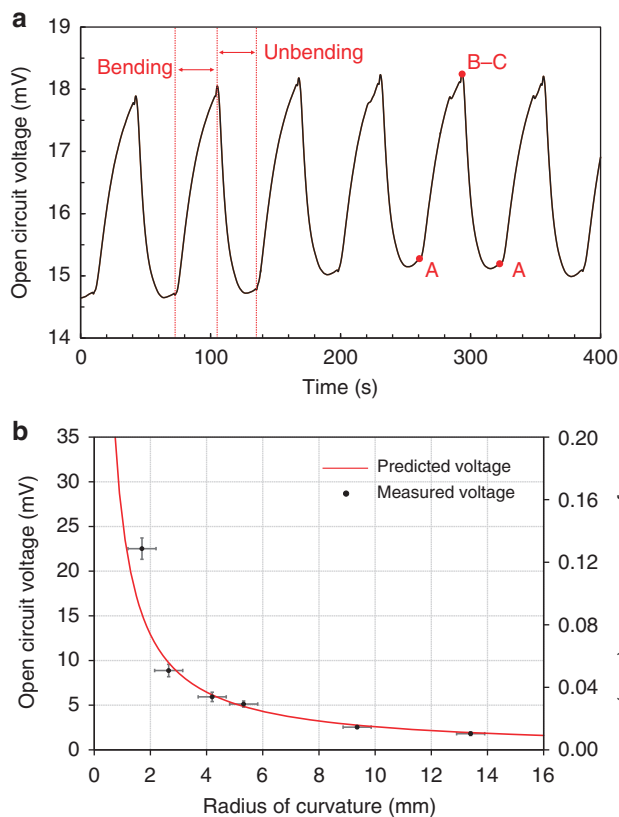 a
19
18
17
16
15
14
Open circuit voltage (mV)
Bending
Unbending
B–C
A
A
0
100
200
300
400
Time (s)
b
35
30
25
20
15
10
5
0
Open circuit voltage (mV)
Predicted voltage
Measured voltage
0.20
0.16
0.12
0.08
0.04
0.00
0
2
4
6
8
10
12
14
16
Radius of curvature (mm)